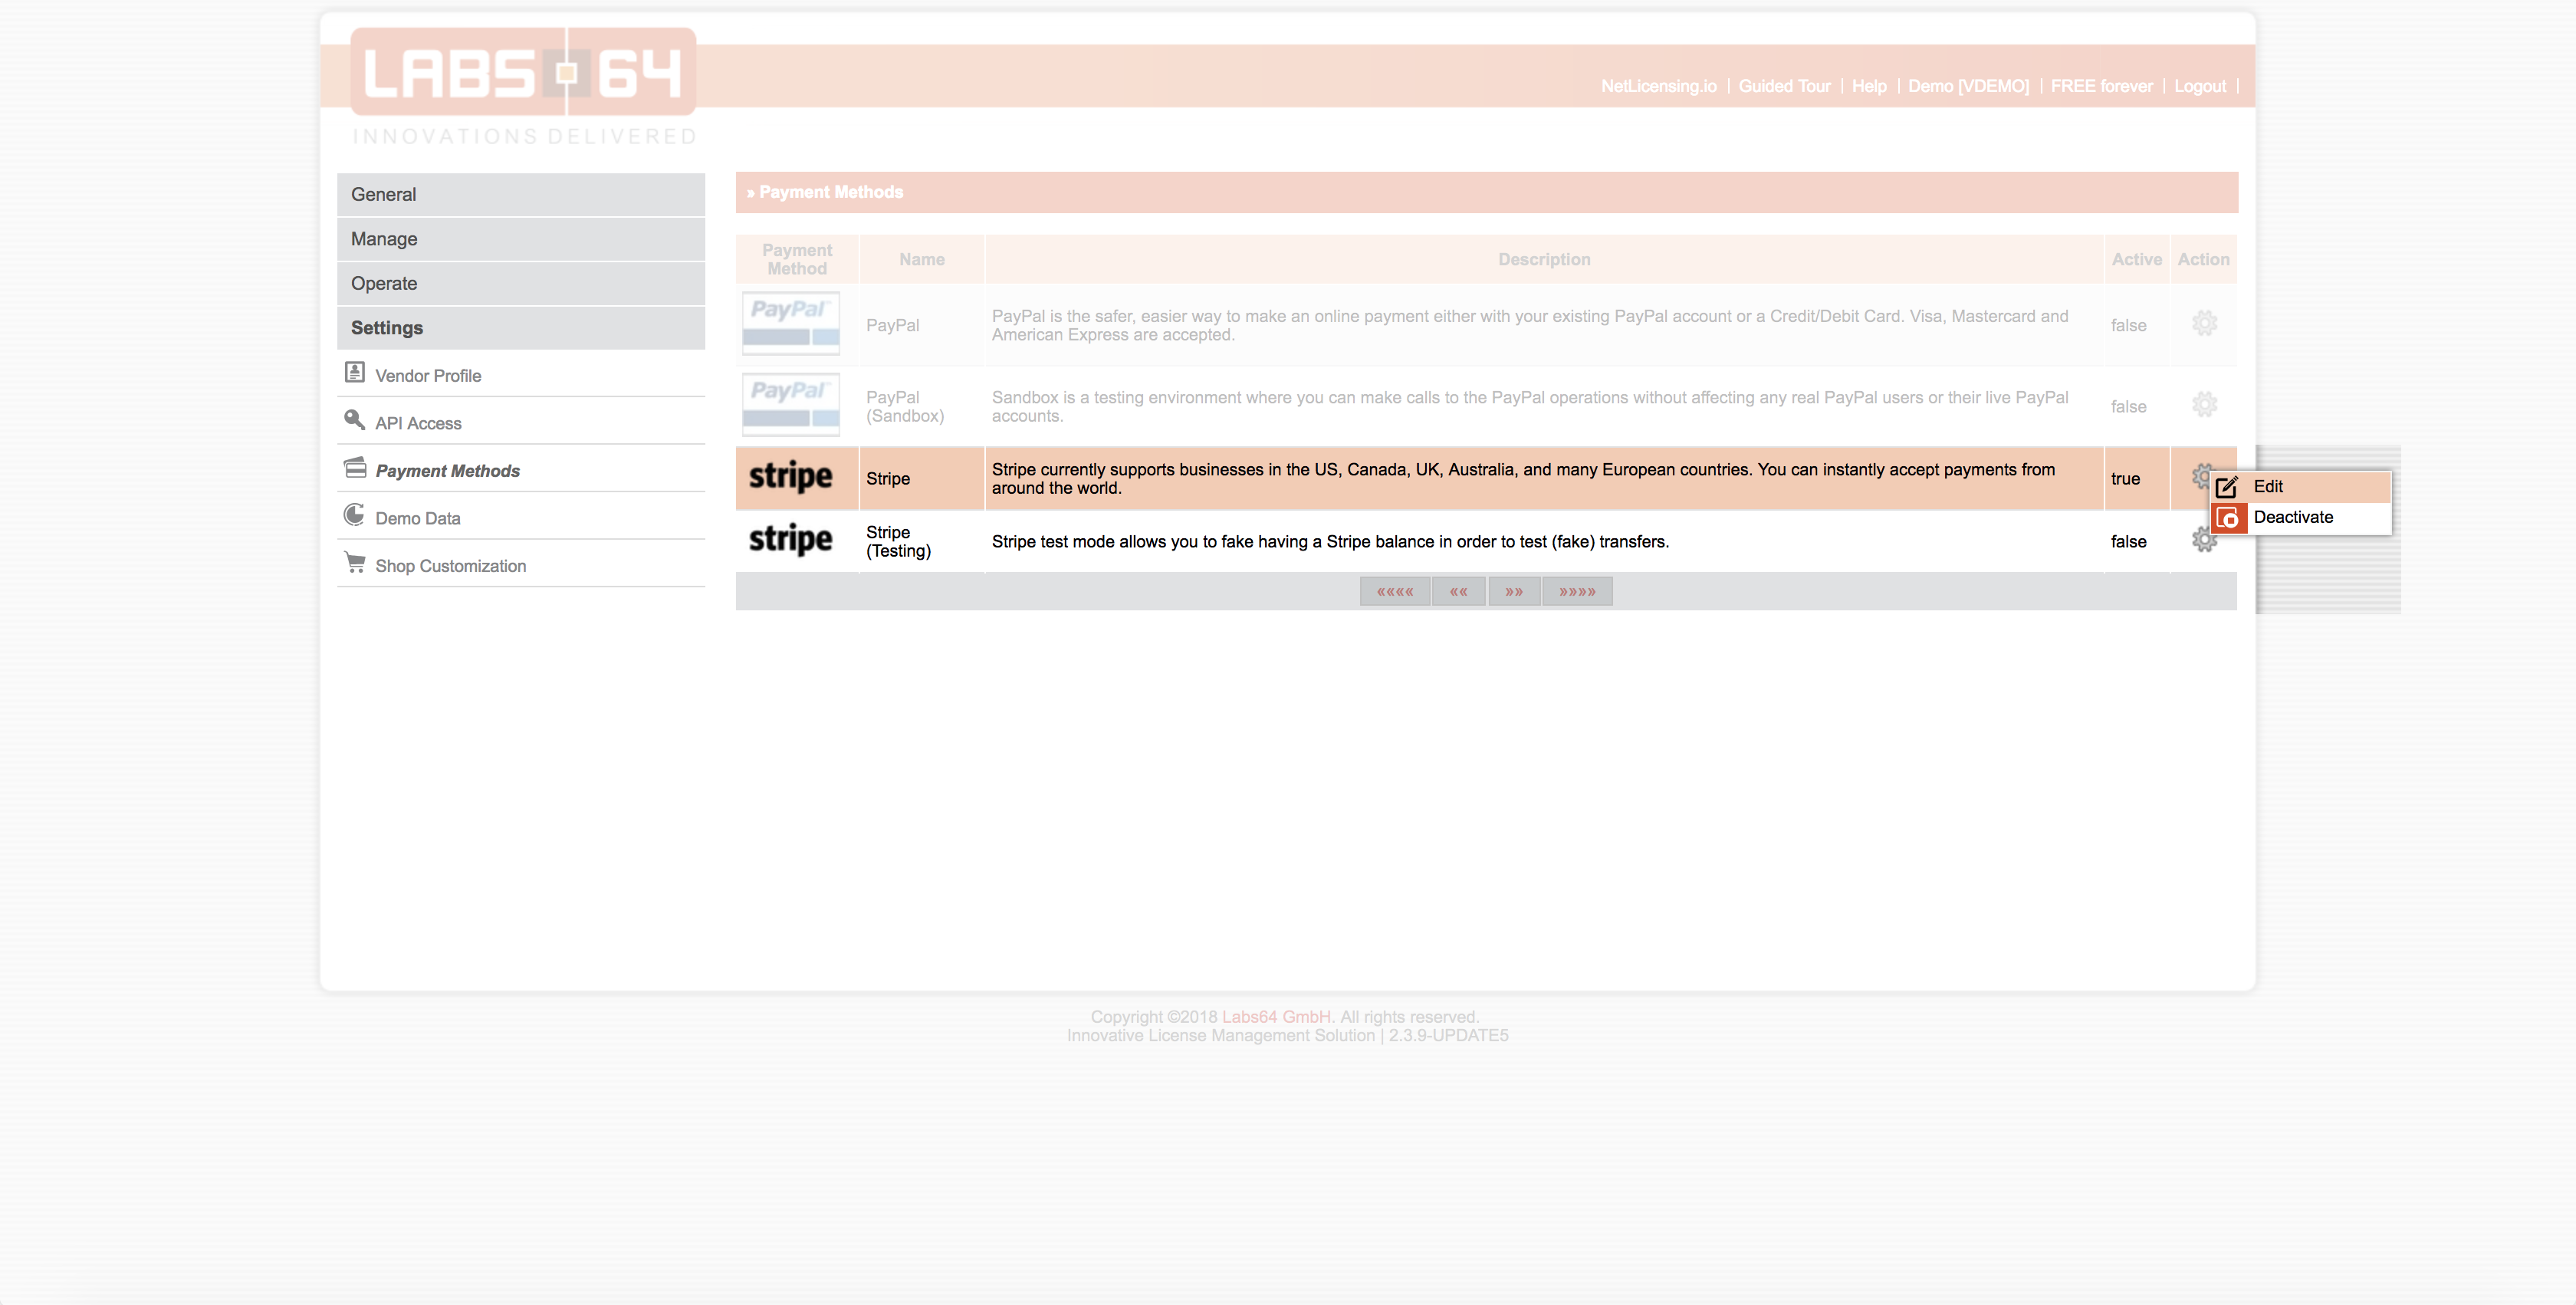 LABS 64
INNOVATIONS DELIVERED
NetLicensing.io | Guided Tour | Help | Demo [VDEMO] | FREE forever | Logout |
General
Manage
Operate
Settings
Vendor Profile
API Access
Payment Methods
Demo Data
Shop Customization
» Payment Methods
Payment
Method
Name
Description
Active
Action
PayPal
PayPal
PayPal is the safer, easier way to make an online payment either with your existing PayPal account or a Credit/Debit Card. Visa, Mastercard and
American Express are accepted.
false
PayPal
PayPal
(Sandbox)
Sandbox is a testing environment where you can make calls to the PayPal operations without affecting any real PayPal users or their live PayPal
accounts.
false
stripe
Stripe
Stripe currently supports businesses in the US, Canada, UK, Australia, and many European countries. You can instantly accept payments from
around the world.
true
Edit
Deactivate
stripe
Stripe
(Testing)
Stripe test mode allows you to fake having a Stripe balance in order to test (fake) transfers.
false
«««« «« »» »»»»
Copyright ©2018 Labs64 GmbH. All rights reserved.
Innovative License Management Solution | 2.3.9-UPDATE5